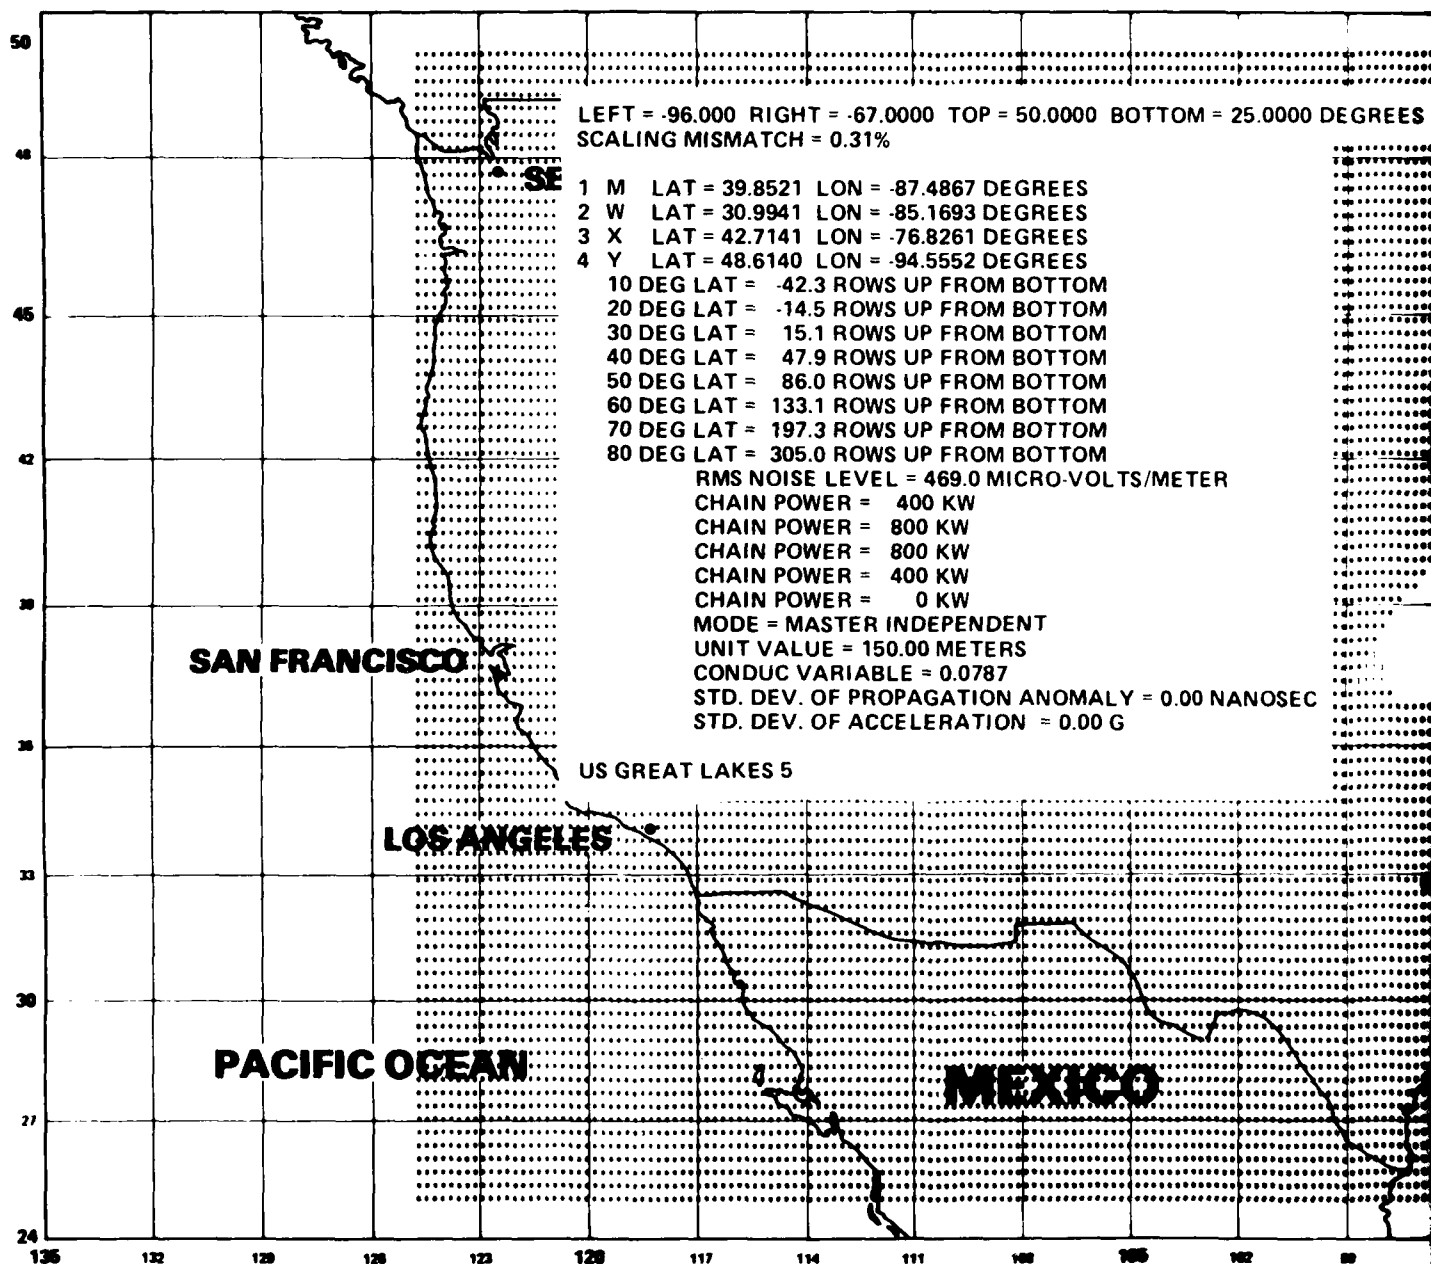 50
LEFT = -96.000 RIGHT = -67.0000 TOP = 50.0000 BOTTOM = 25.0000 DEGREES
SCALING MISMATCH = 0.31%
48
SE
1 M LAT = 39.8521 LON = -87.4867 DEGREES
2 W LAT = 30.9941 LON = -85.1693 DEGREES
3 X LAT = 42.7141 LON = -76.8261 DEGREES
4 Y LAT = 48.6140 LON = -94.5552 DEGREES
10 DEG LAT = -42.3 ROWS UP FROM BOTTOM
20 DEG LAT = -14.5 ROWS UP FROM BOTTOM
45
30 DEG LAT = 15.1 ROWS UP FROM BOTTOM
40 DEG LAT = 47.9 ROWS UP FROM BOTTOM
50 DEG LAT = 86.0 ROWS UP FROM BOTTOM
60 DEG LAT = 133.1 ROWS UP FROM BOTTOM
70 DEG LAT = 197.3 ROWS UP FROM BOTTOM
80 DEG LAT = 305.0 ROWS UP FROM BOTTOM
42
RMS NOISE LEVEL = 469.0 MICRO-VOLTS/METER
CHAIN POWER = 400 KW
CHAIN POWER = 800 KW
CHAIN POWER = 800 KW
CHAIN POWER = 400 KW
CHAIN POWER = 0 KW
MODE = MASTER INDEPENDENT
UNIT VALUE = 150.00 METERS
SAN FRANCISCO
CONDUC VARIABLE = 0.0787
STD. DEV. OF PROPAGATION ANOMALY = 0.00 NANOSEC
STD. DEV. OF ACCELERATION = 0.00 G
US GREAT LAKES 5
LOS ANGELES
33
30
PACIFIC OCEAN
MEXICO
27
24
135 132 129 126 123 120 117 114 111 108 105 102